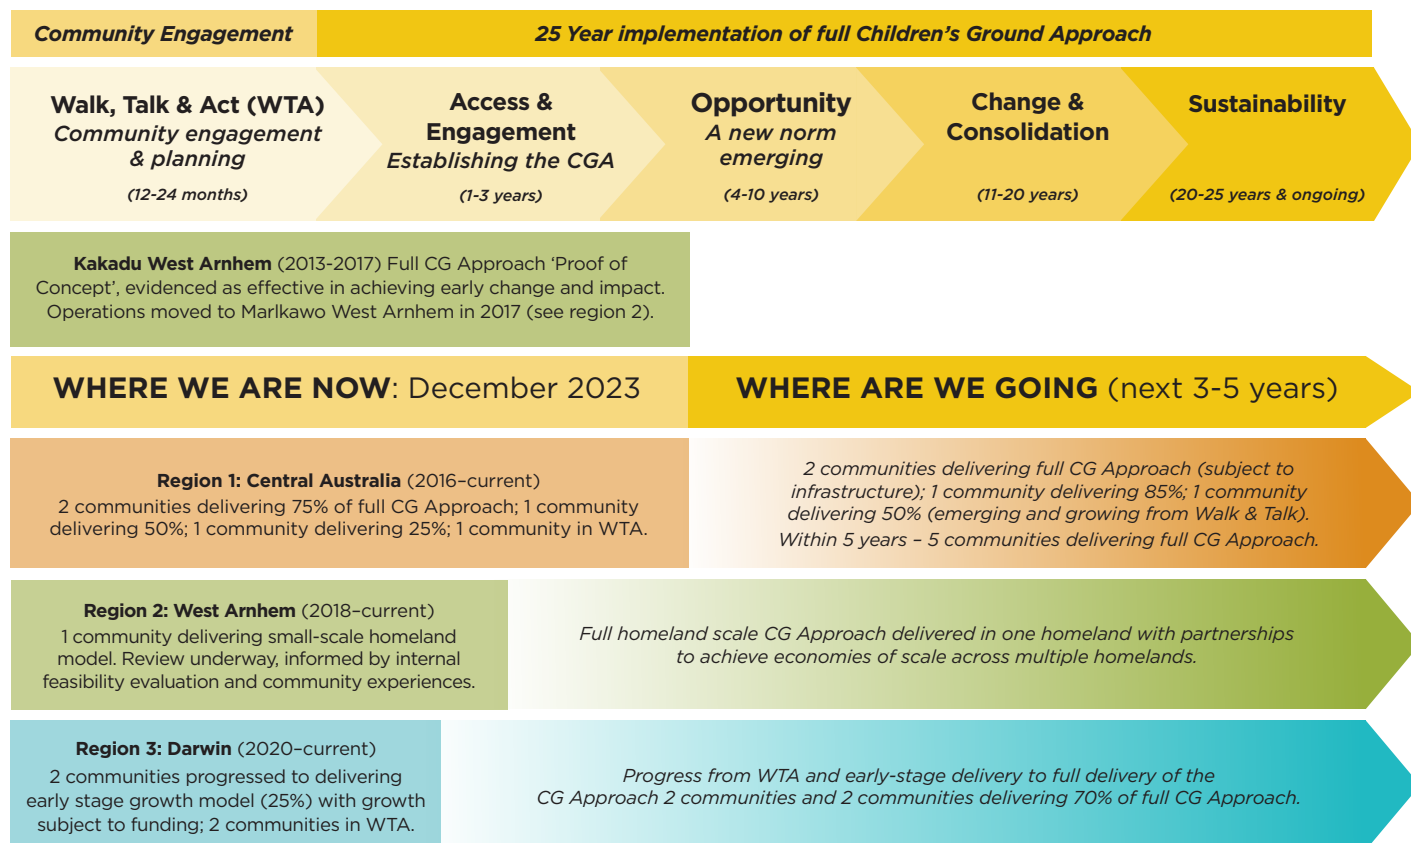 Community Engagement
25 Year implementation of full Children's Ground Approach
Walk, Talk & Act (WTA)
Community engagement
& planning
(12-24 months)
Access &
Engagement
Establishing the CGA
(1-3 years)
Opportunity
A new norm
emerging
(4-10 years)
Change &
Consolidation
(11-20 years)
Sustainability
(20-25 years & ongoing)
Kakadu West Arnhem (2013-2017) Full CG Approach ‘Proof of
Concept’, evidenced as effective in achieving early change and impact.
Operations moved to Marlkawo West Arnhem in 2017 (see region 2).
WHERE WE ARE NOW: December 2023
WHERE ARE WE GOING (next 3-5 years)
Region 1: Central Australia (2016–current)
2 communities delivering 75% of full CG Approach; 1 community
delivering 50%; 1 community delivering 25%; 1 community in WTA.
2 communities delivering full CG Approach (subject to
infrastructure); 1 community delivering 85%; 1 community
delivering 50% (emerging and growing from Walk & Talk).
Within 5 years – 5 communities delivering full CG Approach.
Region 2: West Arnhem (2018–current)
1 community delivering small-scale homeland
model. Review underway, informed by internal
feasibility evaluation and community experiences.
Full homeland scale CG Approach delivered in one homeland with partnerships
to achieve economies of scale across multiple homelands.
Region 3: Darwin (2020–current)
2 communities progressed to delivering
early stage growth model (25%) with growth
subject to funding; 2 communities in WTA.
Progress from WTA and early-stage delivery to full delivery of the
CG Approach 2 communities and 2 communities delivering 70% of full CG Approach.